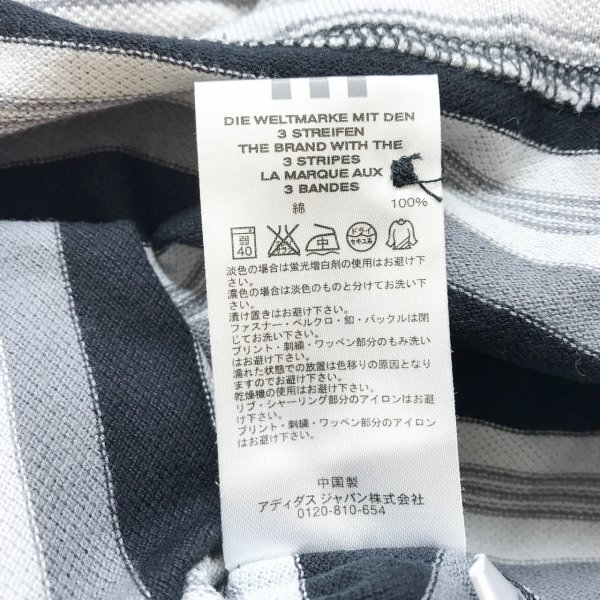 DIE WELTMARKE MIT DEN
3 STREIFEN
THE BRAND WITH THE
3 STRIPES
LA MARQUE AUX
3 BANDES
綿 100%
弱 40 中 ドライ セキユ系
淡色の場合は蛍光増白剤の使用はお避け下さい。
濃色の場合は淡色のものと分けてお洗い下さい。
漬け置きはお避け下さい。
ファスナー・ベルクロ・釦・バックルは閉
じてお洗い下さい。
プリント・刺繍・ワッペン部分のもみ洗い
はお避け下さい。
濡れた状態での放置は色移りの原因となり
ますのでお避け下さい。
乾燥機の使用はお避け下さい。
リブ・シャーリング部分のアイロンはお避
け下さい。
プリント・刺繍・ワッペン部分のアイロン
はお避け下さい。
中国製
アディダス ジャパン株式会社
0120-810-654